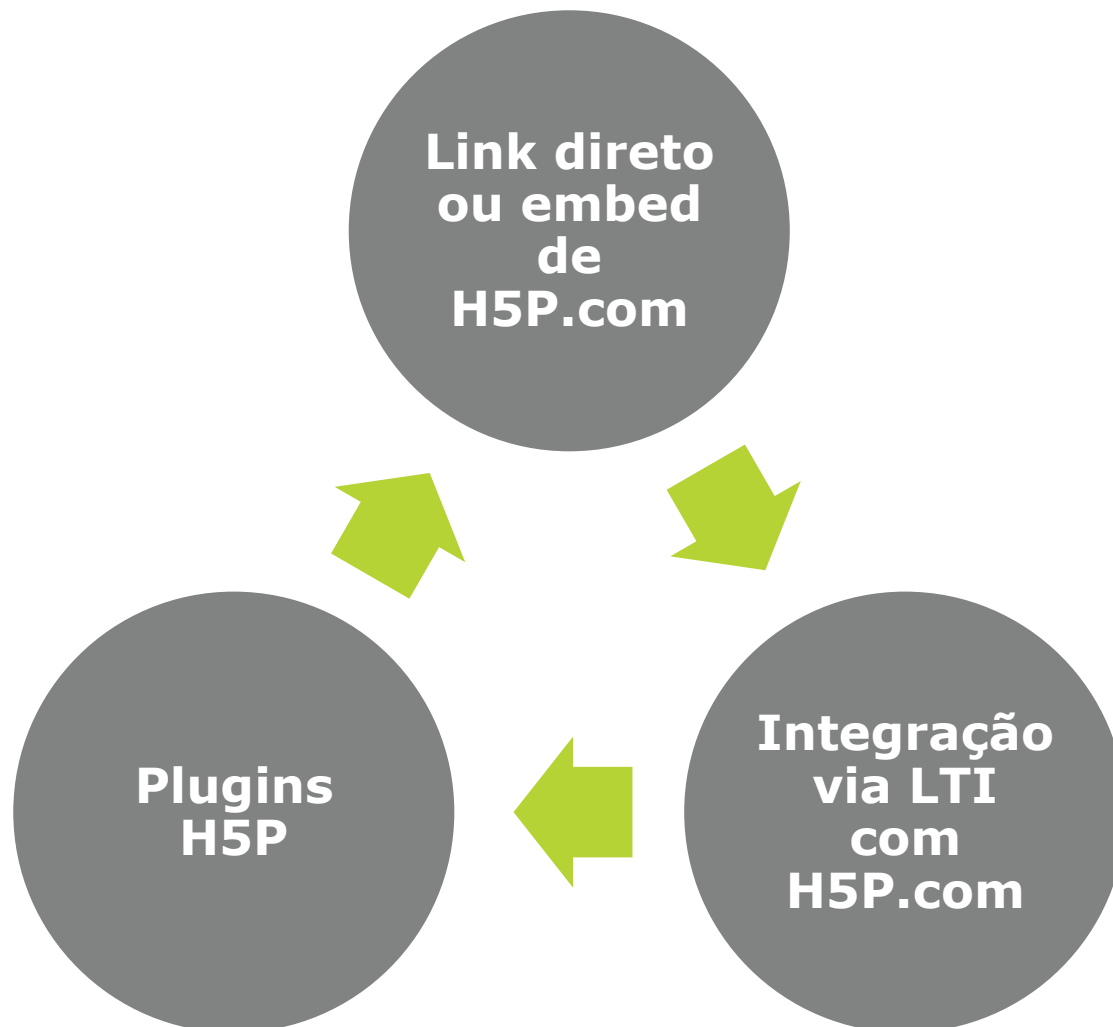 Link direto
ou embed
de
H5P.com
Integração
via LTI
com
H5P.com
Plugins
H5P